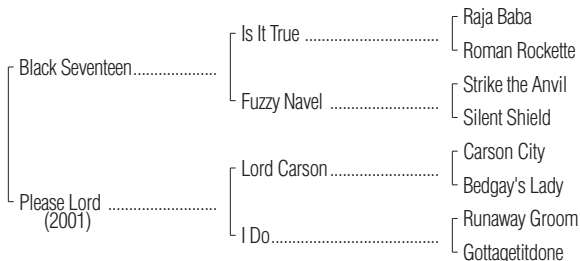 Raja Baba
Is It True
Roman Rockette
Black Seventeen
Strike the Anvil
Fuzzy Navel
Silent Shield
Carson City
Lord Carson
Bedgay's Lady
Please Lord
(2001)
Runaway Groom
I Do
Gottagetitdone